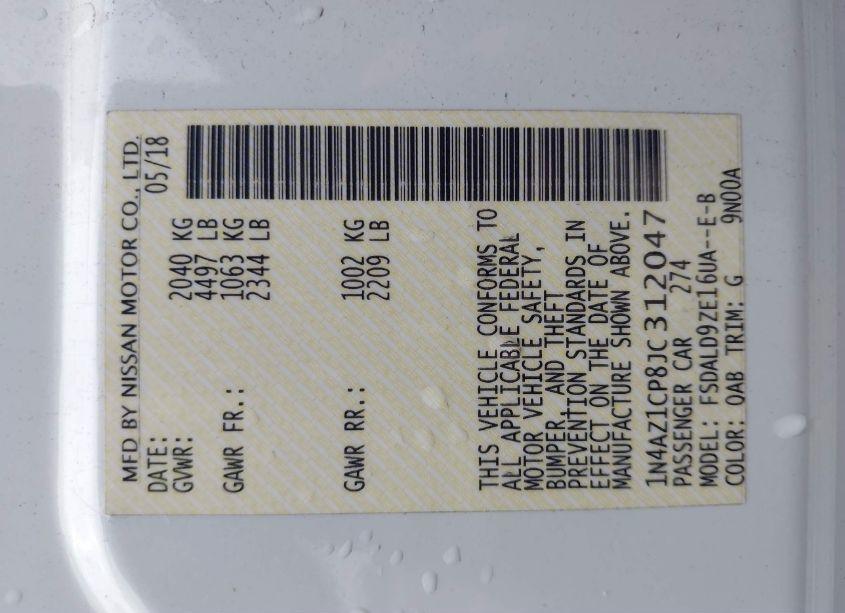 MFD BY NISSAN MOTOR CO., LTD.
DATE: 05/18
GVWR: 2040 KG
4497 LB
GAWR FR.: 1063 KG
2344 LB
GAWR RR.: 1002 KG
2209 LB
THIS VEHICLE CONFORMS TO
ALL APPLICABLE FEDERAL
MOTOR VEHICLE SAFETY,
BUMPER, AND THEFT
PREVENTION STANDARDS IN
EFFECT ON THE DATE OF
MANUFACTURE SHOWN ABOVE.
1N4AZ1CP8JC312047
PASSENGER CAR 274
MODEL: FSDALD9ZE16UA--E-B
COLOR: QAB TRIM: G 9N00A